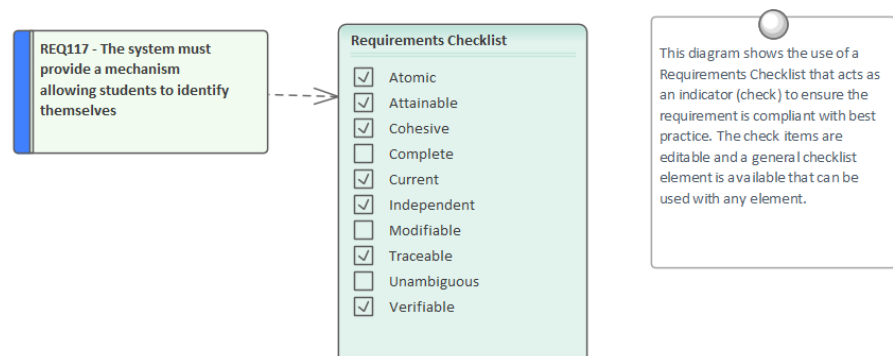 REQ117 - The system must
provide a mechanism
allowing students to identify
themselves
Requirements Checklist
Atomic
Attainable
Cohesive
Complete
Current
Independent
Modifiable
Traceable
Unambiguous
Verifiable
This diagram shows the use of a
Requirements Checklist that acts as
an indicator (check) to ensure the
requirement is compliant with best
practice. The check items are
editable and a general checklist
element is available that can be
used with any element.